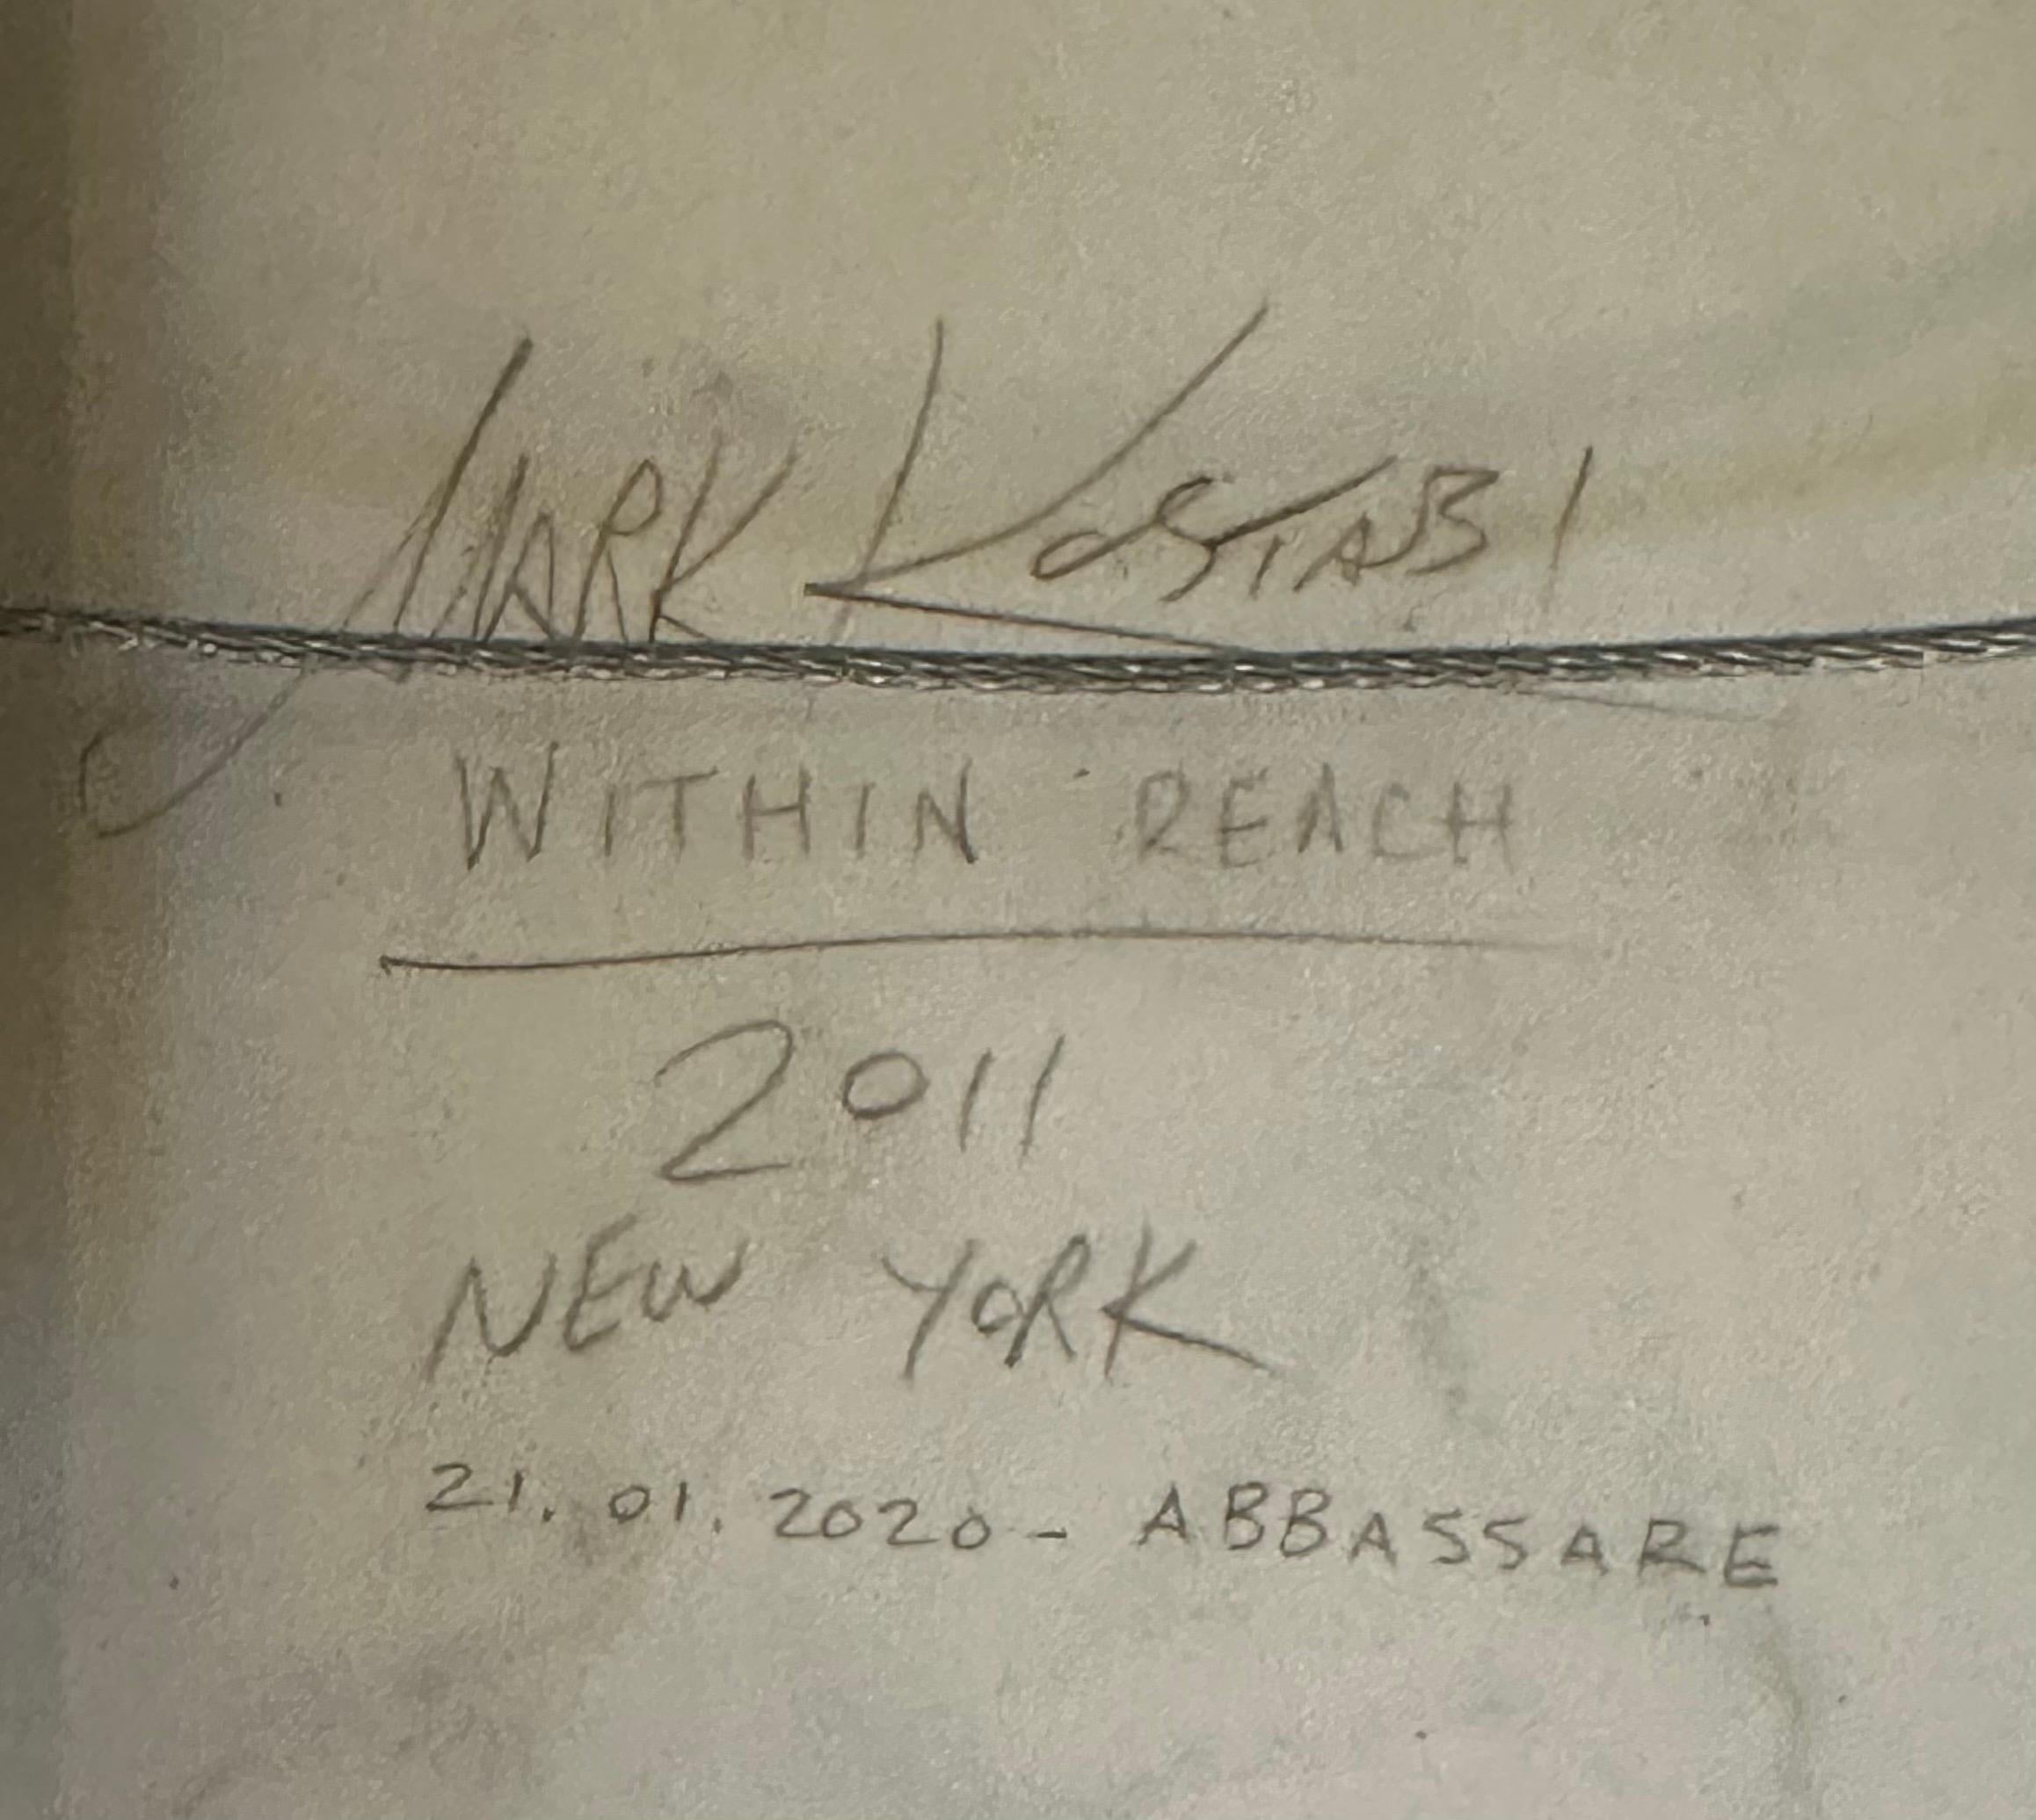 MARK KOSTABI
WITHIN REACH
2011
NEW YORK
21.01.2020 - ABBASSARE